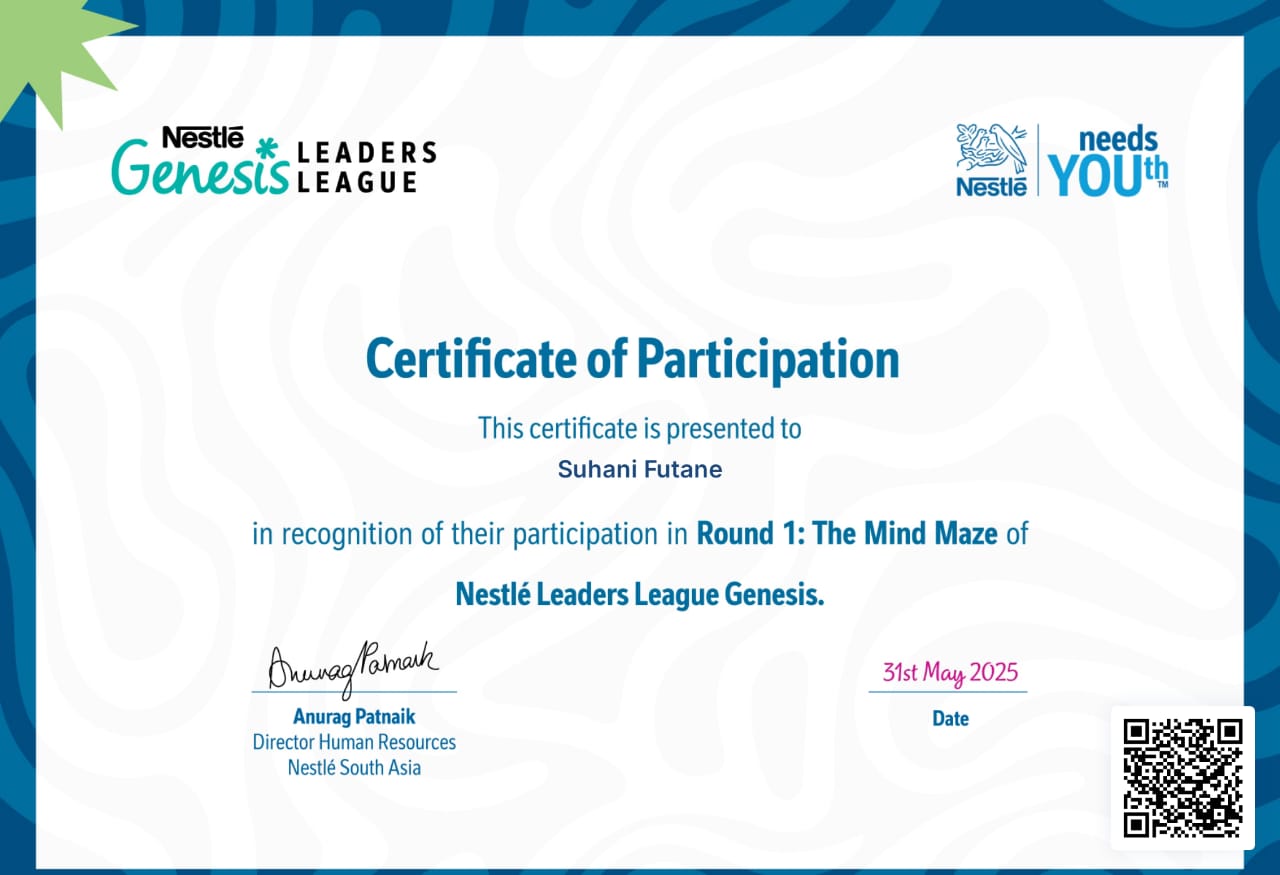 Nestlé
Genesis LEADERS LEAGUE
Nestlé needs YOUth™
Certificate of Participation
This certificate is presented to
Suhani Futane
in recognition of their participation in Round 1: The Mind Maze of
Nestlé Leaders League Genesis.
Anurag Patnaik
31st May 2025
Anurag Patnaik
Date
Director Human Resources
Nestlé South Asia